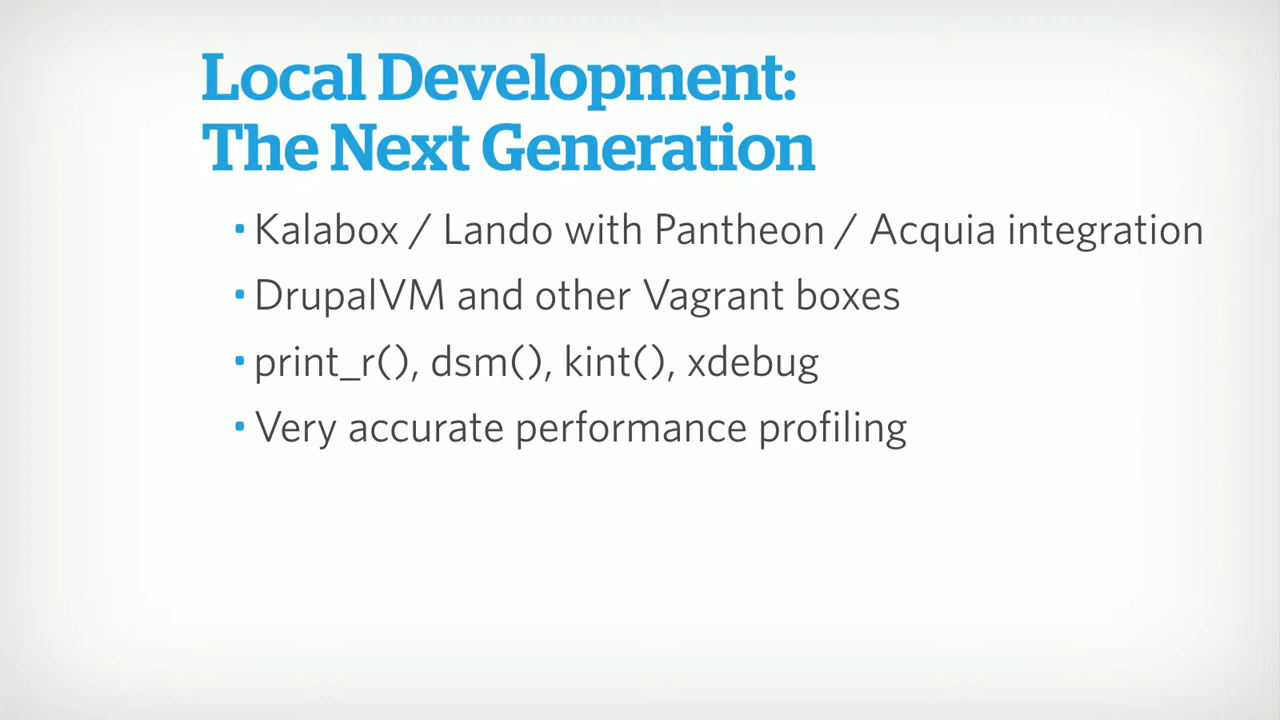 Local Development:
The Next Generation
• Kalabox / Lando with Pantheon / Acquia integration
• DrupalVM and other Vagrant boxes
• print_r(), dsm(), kint(), xdebug
• Very accurate performance profiling